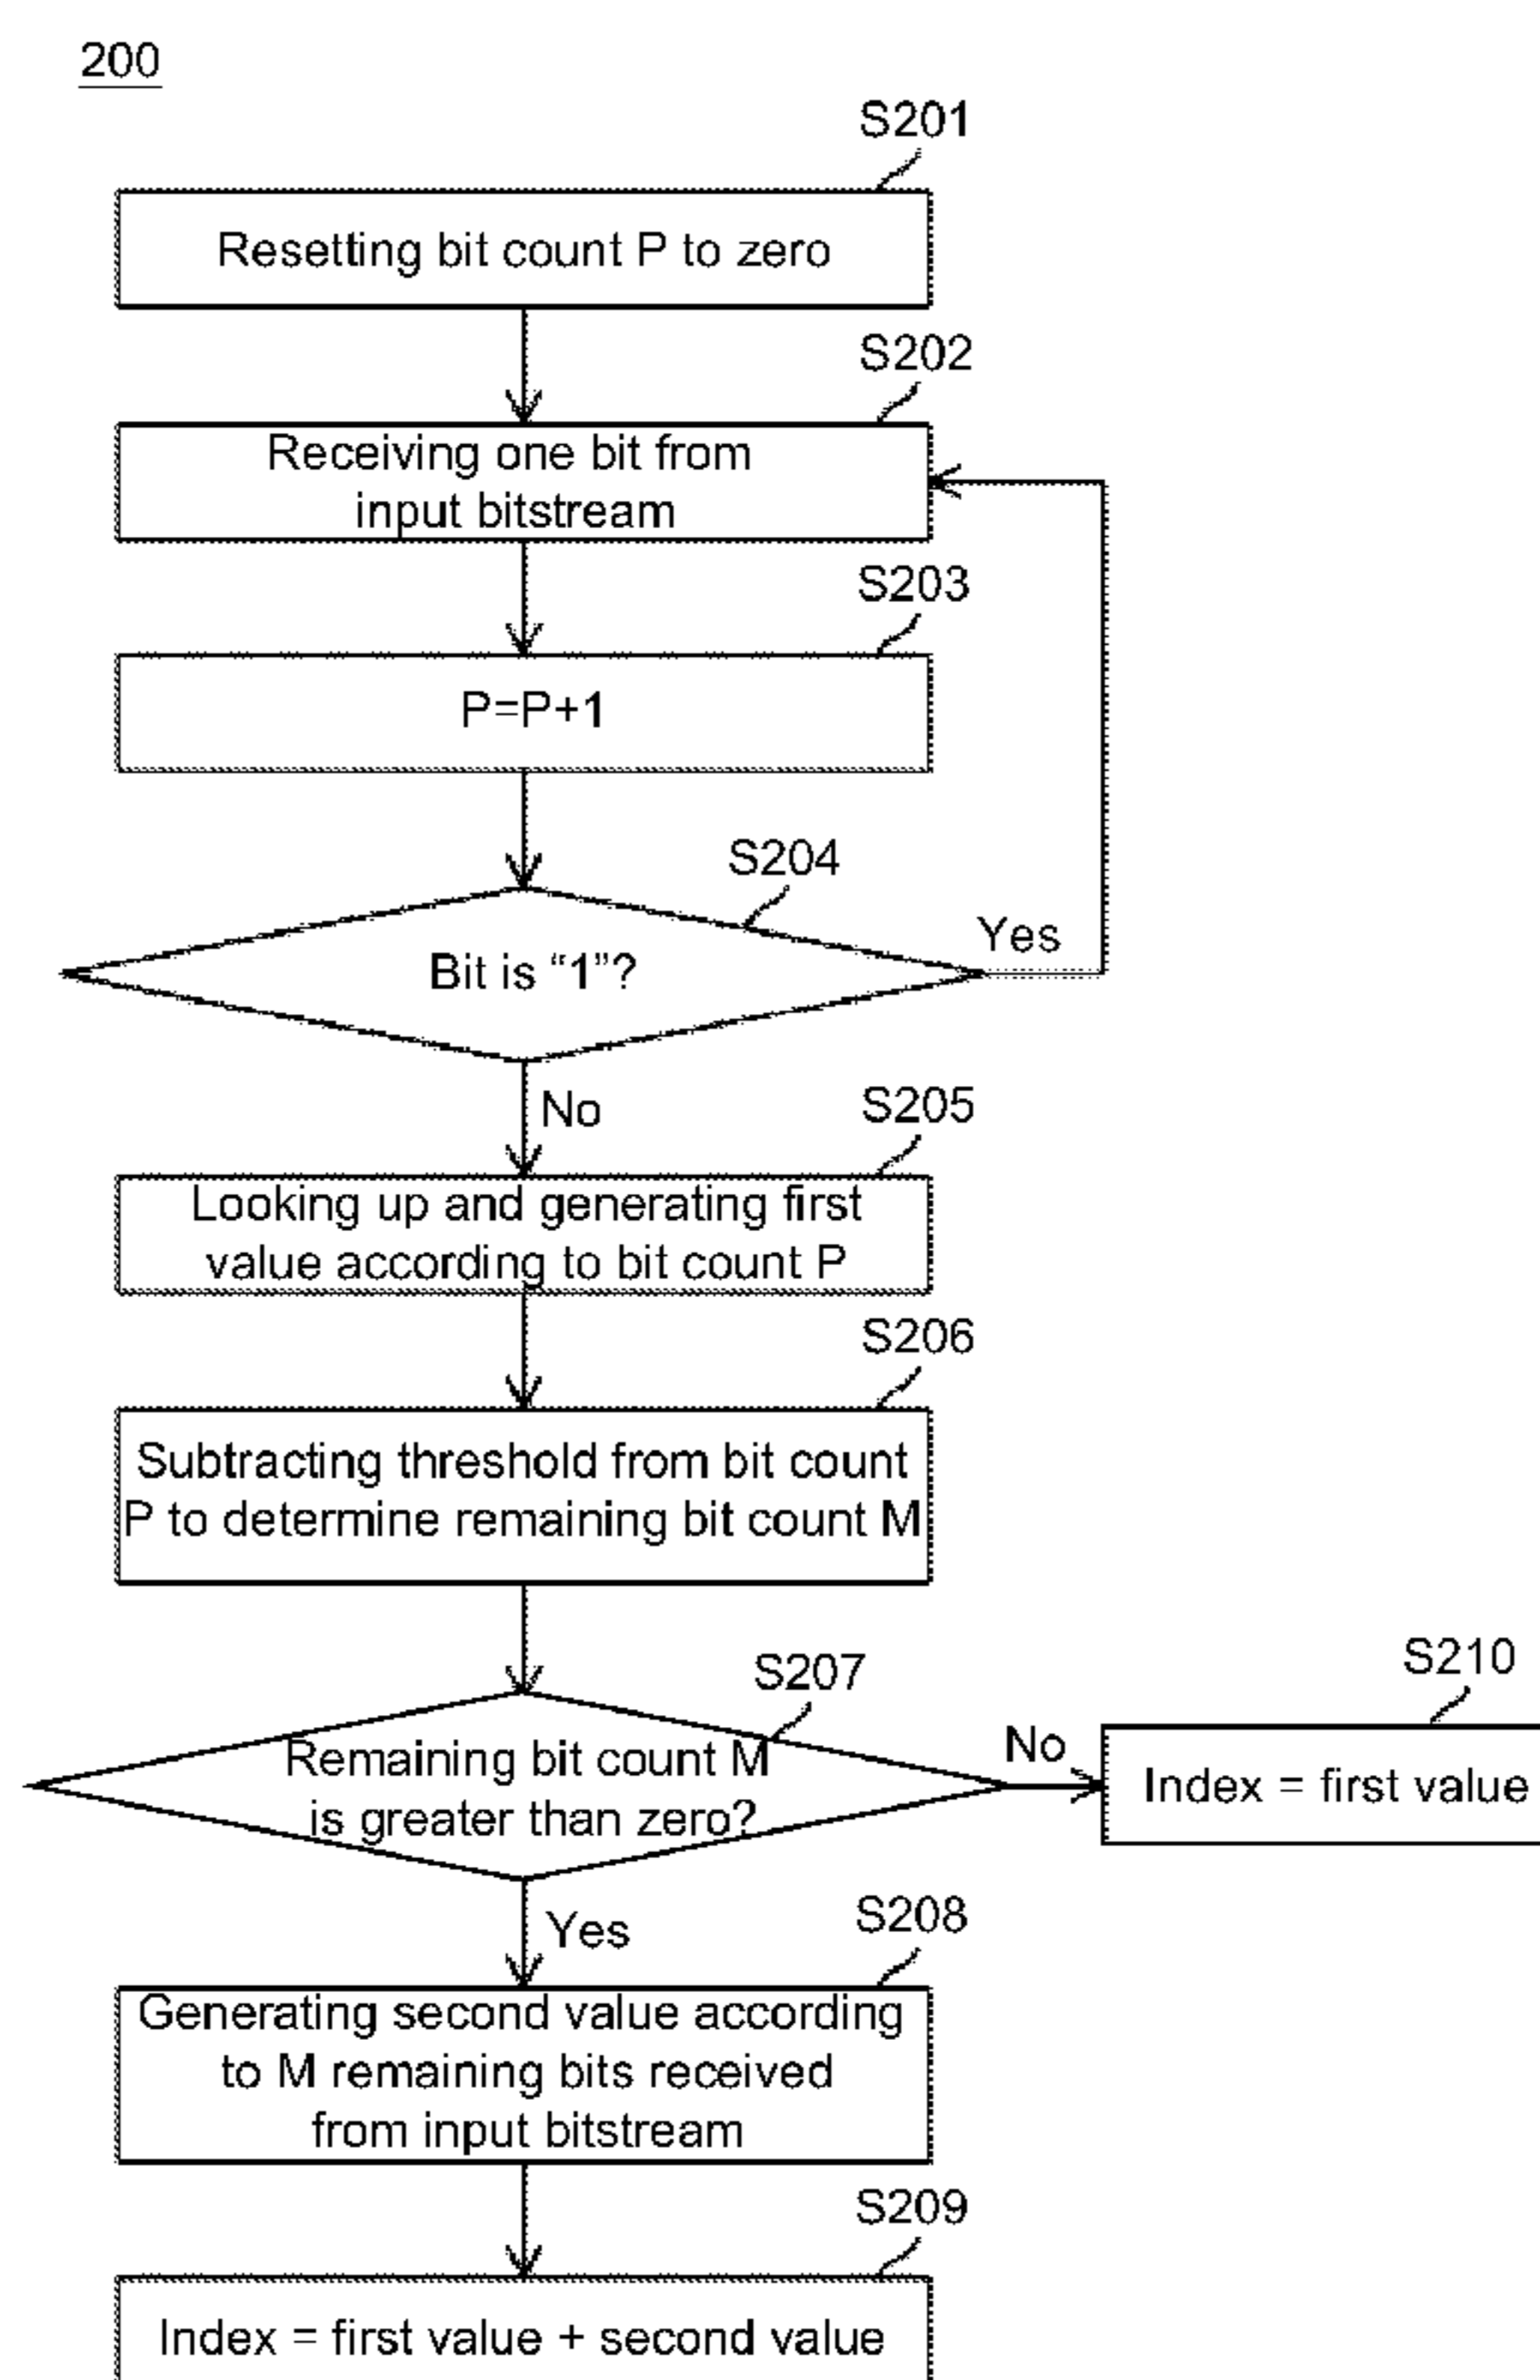 200
S201
Resetting bit count P to zero
S202
Receiving one bit from
input bitstream
S203
P=P+1
S204
Bit is “1”?
Yes
No
S205
Looking up and generating first
value according to bit count P
S206
Subtracting threshold from bit count
P to determine remaining bit count M
S207
Remaining bit count M
is greater than zero?
No
S210
Index = first value
Yes
S208
Generating second value according
to M remaining bits received
from input bitstream
S209
Index = first value + second value